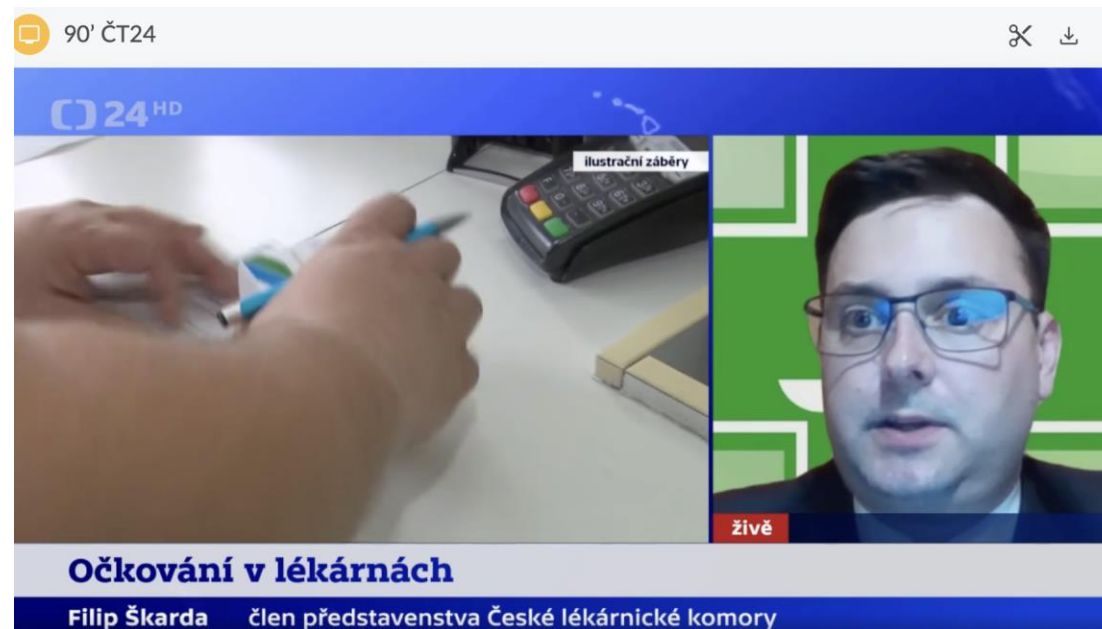 90’ ČT24
24 HD
ilustrační záběry
živě
Očkování v lékárnách
Filip Škarda člen představenstva České lékárnické komory